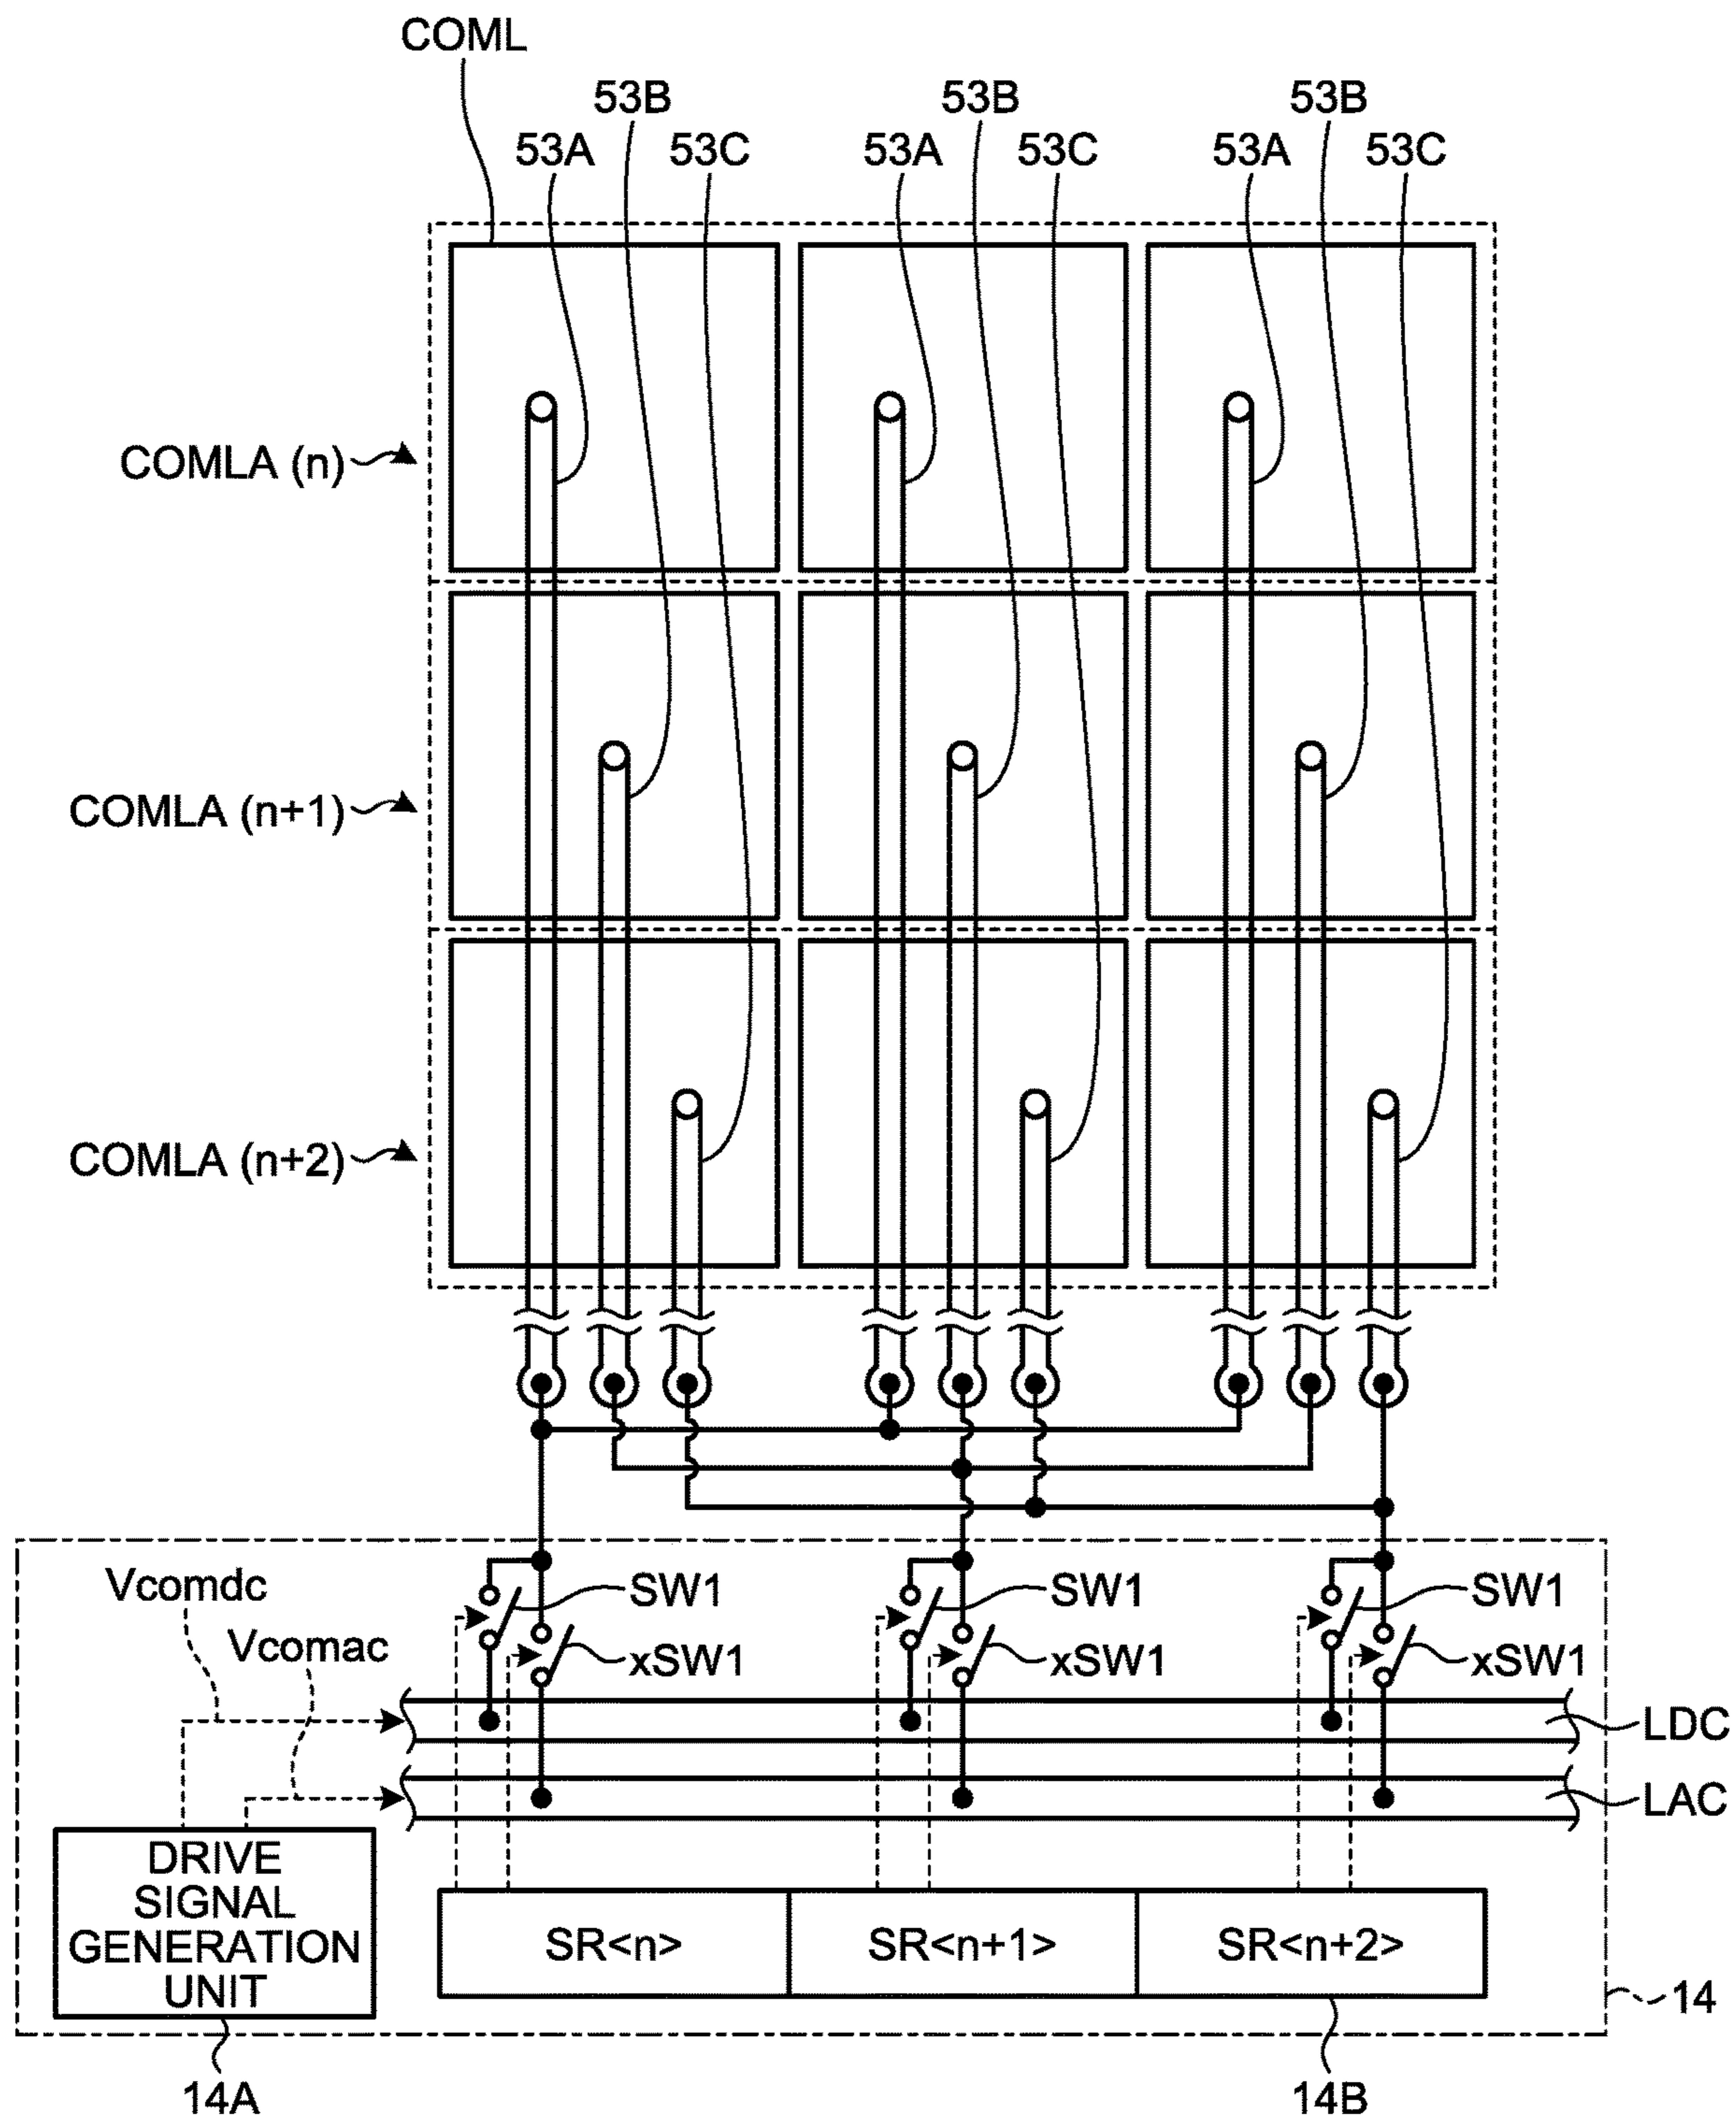 COML
53B 53B 53B
53A 53C 53A 53C 53A 53C
COMLA (n)
COMLA (n+1)
COMLA (n+2)
Vcomdc SW1 SW1 SW1
Vcomac xSW1 xSW1 xSW1
LDC
LAC
DRIVE
SIGNAL
GENERATION
UNIT
SR<n> SR<n+1> SR<n+2>
14
14A 14B